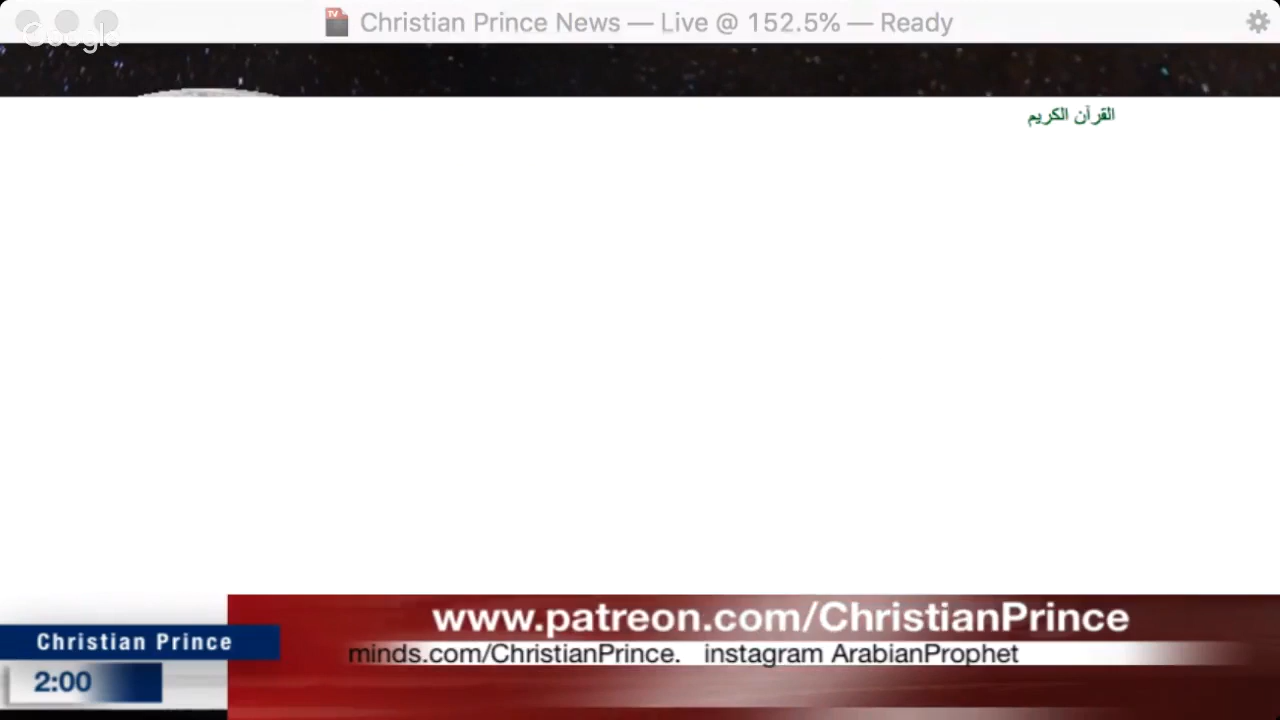 Christian Prince News — Live @ 152.5% — Ready
Google
القرآن الكريم
www.patreon.com/ChristianPrince
Christian Prince
minds.com/ChristianPrince. instagram ArabianProphet
2:00